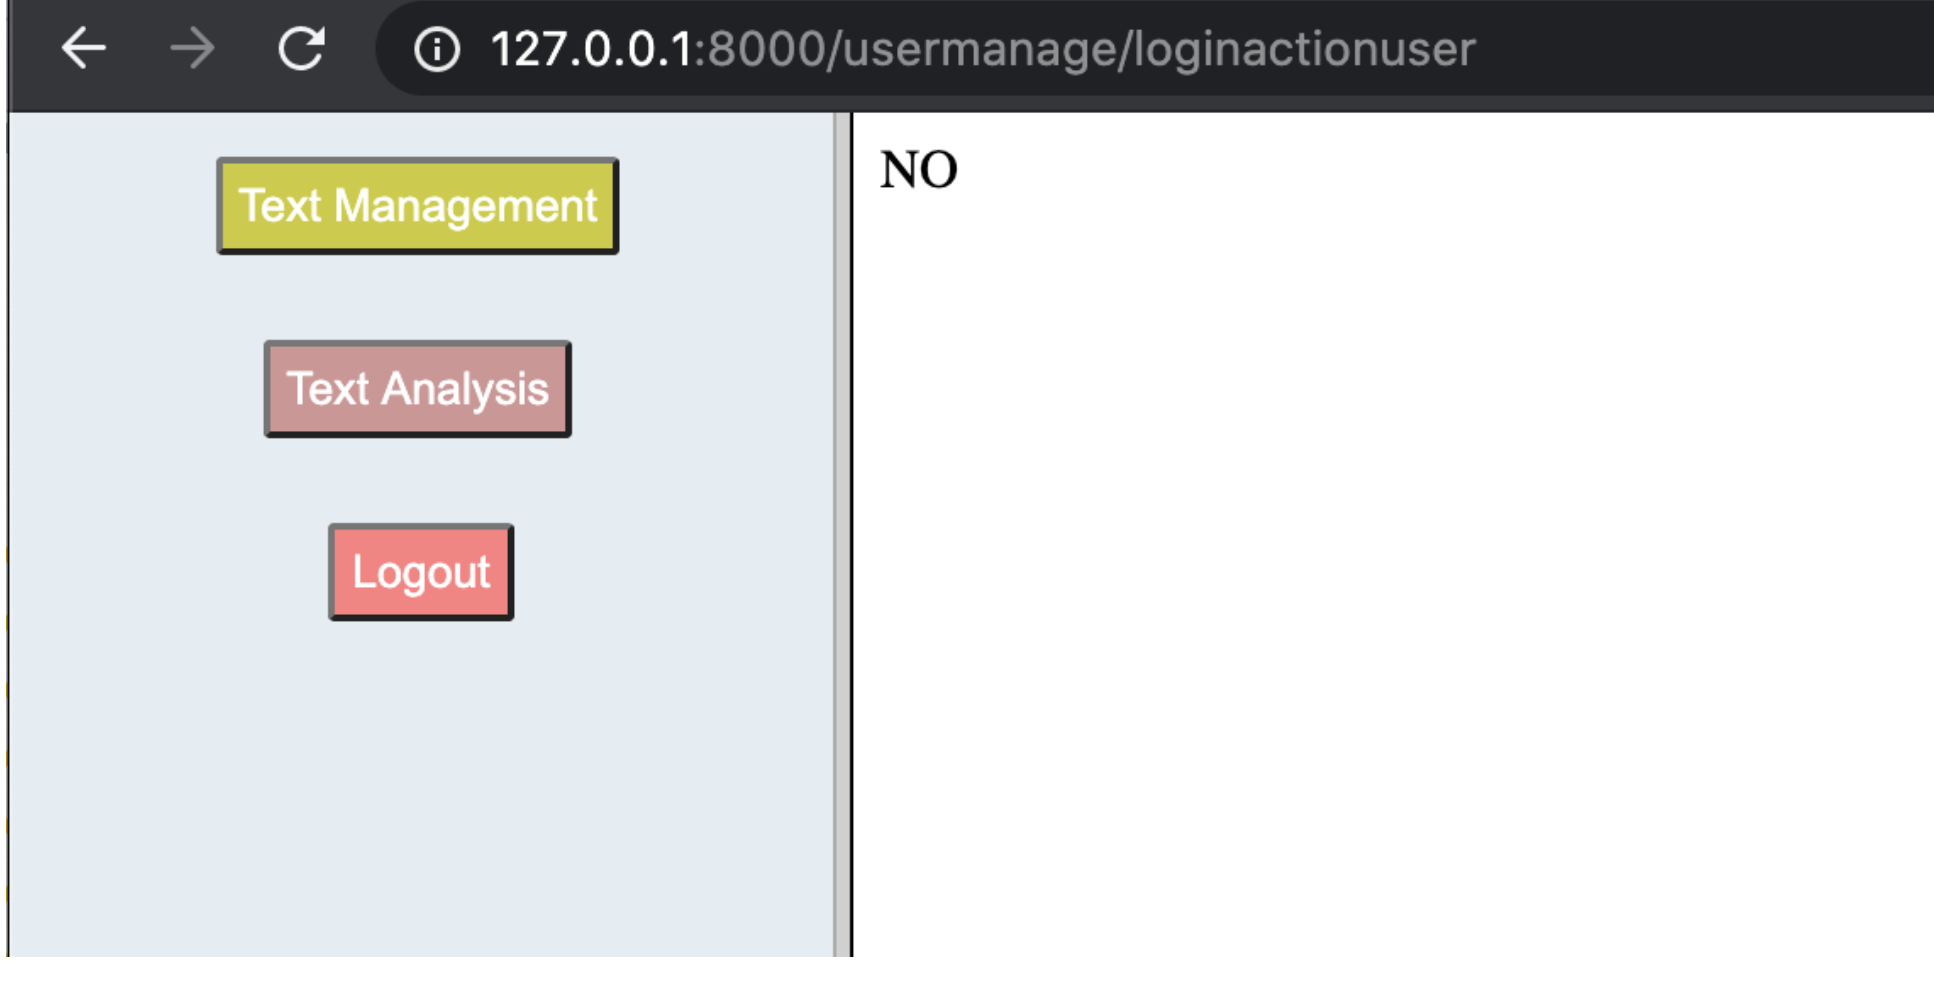 127.0.0.1:8000/usermanage/loginactionuser
Text Management
Text Analysis
Logout
NO